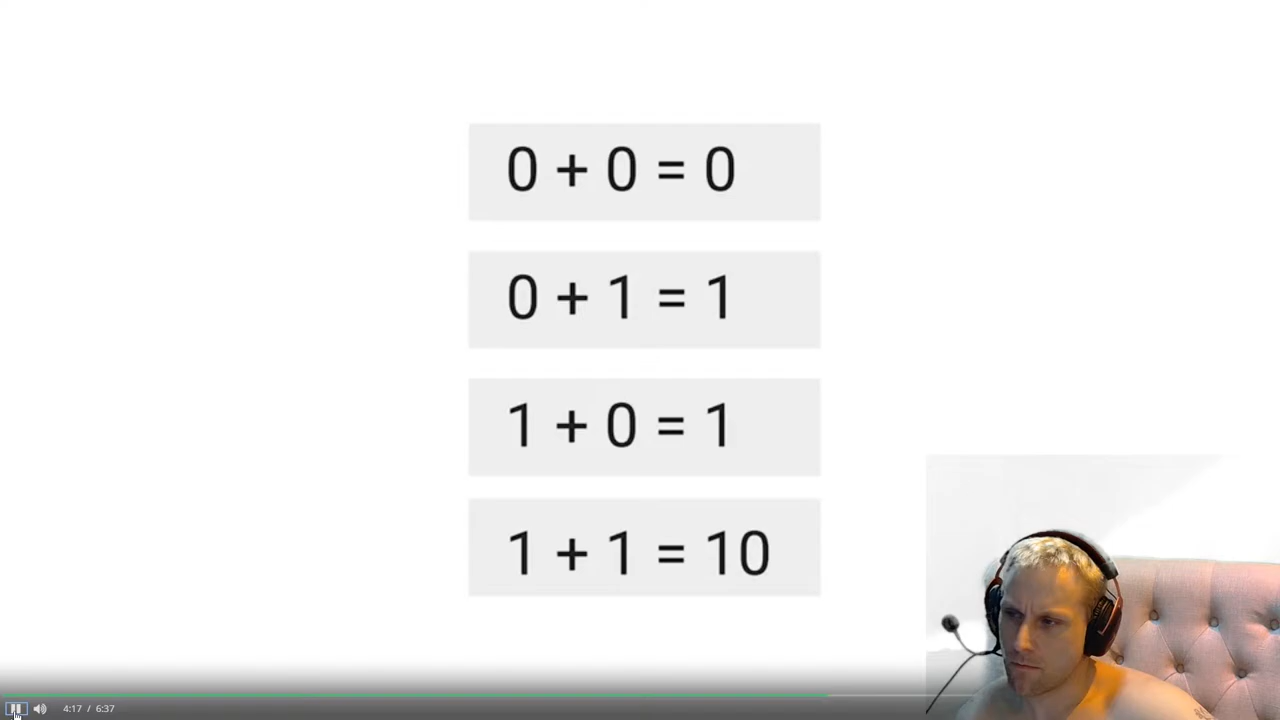 0 + 0 = 0
0 + 1 = 1
1 + 0 = 1
1 + 1 = 10
4:17 / 6:37